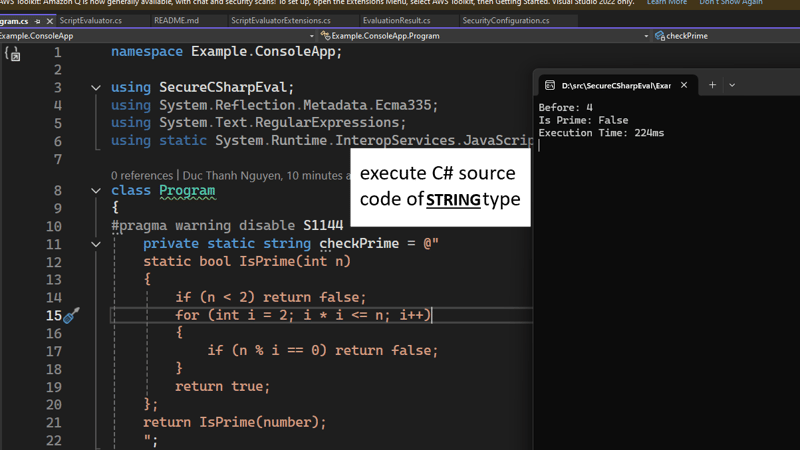 AWS Toolkit: Amazon Q is now generally available, with chat and security scans! To set up, open the Extensions Menu, select AWS Toolkit, then Getting Started. Visual Studio 2022 only. Learn More Don't Show Again
gram.cs ScriptEvaluator.cs README.md ScriptEvaluatorExtensions.cs EvaluationResult.cs SecurityConfiguration.cs
Example.ConsoleApp Example.ConsoleApp.Program checkPrime
1 namespace Example.ConsoleApp;
2
3 using SecureCSharpEval;
4 using System.Reflection.Metadata.Ecma335;
5 using System.Text.RegularExpressions;
6 using static System.Runtime.InteropServices.JavaScrip
7
0 references | Duc Thanh Nguyen, 10 minutes a
8 class Program
9 {
10 #pragma warning disable S1144
11 private static string checkPrime = @"
12 static bool IsPrime(int n)
13 {
14 if (n < 2) return false;
15 for (int i = 2; i * i <= n; i++)
16 {
17 if (n % i == 0) return false;
18 }
19 return true;
20 };
21 return IsPrime(number);
22 ";
execute C# source
code of STRING type
D:\src\SecureCSharpEval\Exar
Before: 4
Is Prime: False
Execution Time: 224ms